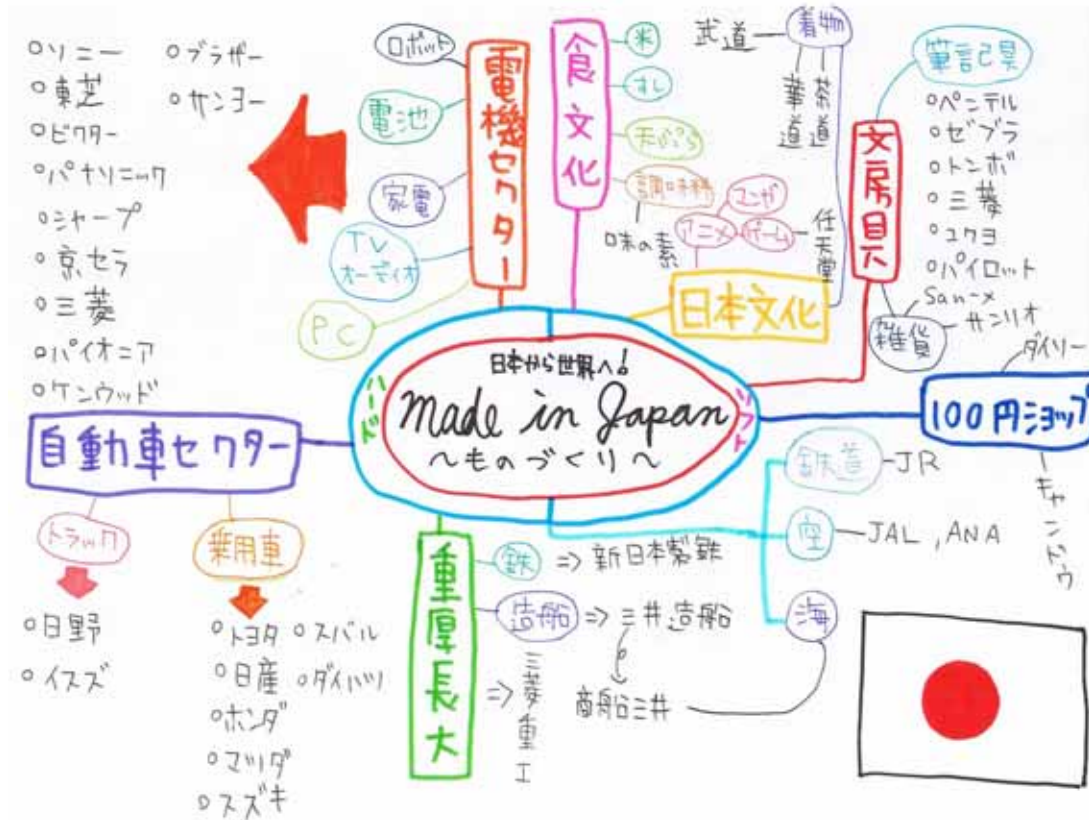 日本から世界へ!
Made in Japan
～ものづくり～
ハード
ソフト
電機セクター
ロボット
電池
家電
TV
オーディオ
PC
○ソニー
○東芝
○ビクター
○パナソニック
○シャープ
○京セラ
○三菱
○パイオニア
○ケンウッド
○ブラザー
○サンヨー
食文化
米
すし
天ぷら
調味料
味の素
日本文化
アニメ
マンガ
ゲーム
任天堂
着物
武道
華道
茶道
文房具
筆記具
○ペンテル
○ゼブラ
○トンボ
○三菱
○コクヨ
○パイロット
雑貨
San-x
サンリオ
100円ショップ
ダイソー
キャンドゥ
鉄道
JR
空
JAL, ANA
海
重厚長大
鉄
⇒新日本製鉄
造船
⇒三井造船
商船三井
⇒三菱重工
自動車セクター
トラック
○日野
○イスズ
乗用車
○トヨタ
○日産
○ホンダ
○マツダ
○スズキ
○スバル
○ダイハツ